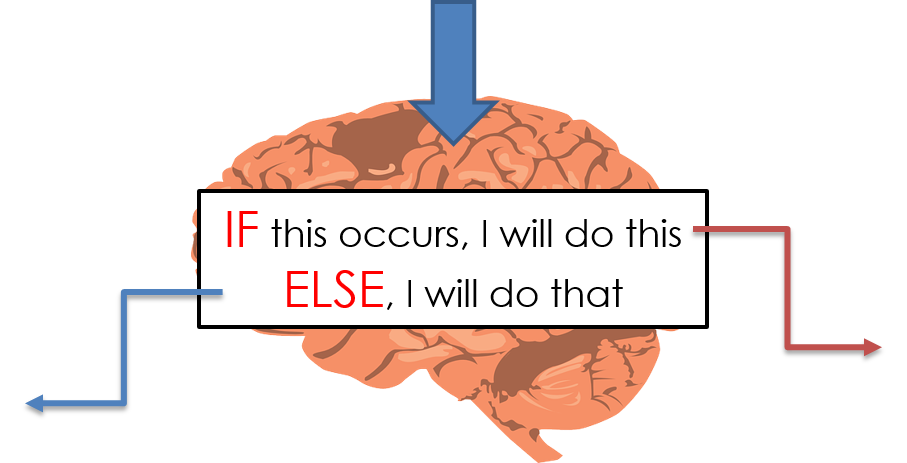 IF this occurs, I will do this
ELSE, I will do that